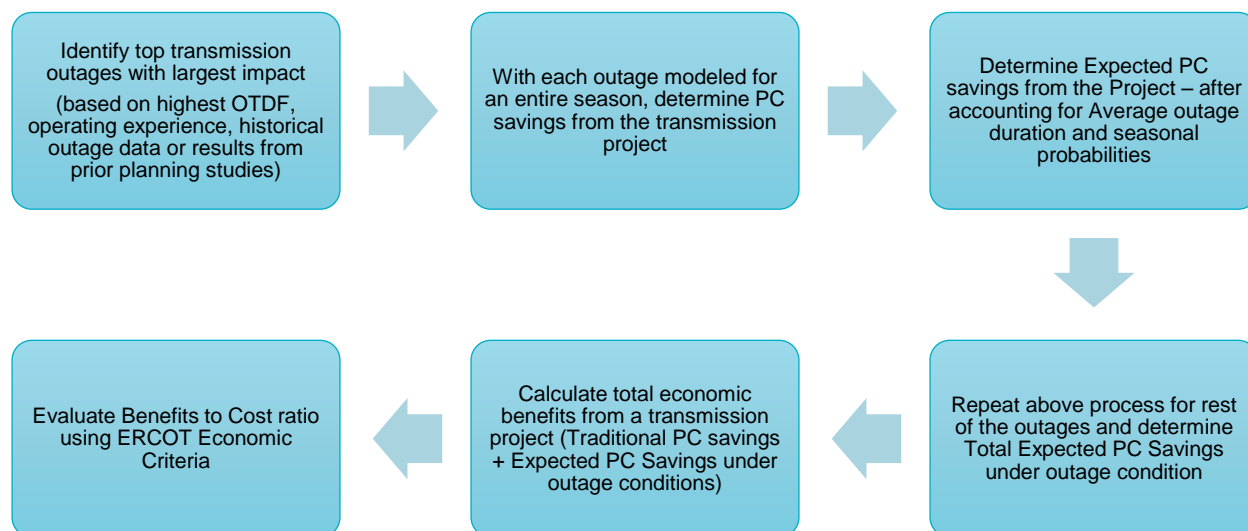 Identify top transmission
outages with largest impact
(based on highest OTDF,
operating experience, historical
outage data or results from
prior planning studies)
With each outage modeled for
an entire season, determine PC
savings from the transmission
project
Determine Expected PC
savings from the Project – after
accounting for Average outage
duration and seasonal
probabilities
Repeat above process for rest
of the outages and determine
Total Expected PC Savings
under outage condition
Calculate total economic
benefits from a transmission
project (Traditional PC savings
+ Expected PC Savings under
outage conditions)
Evaluate Benefits to Cost ratio
using ERCOT Economic
Criteria